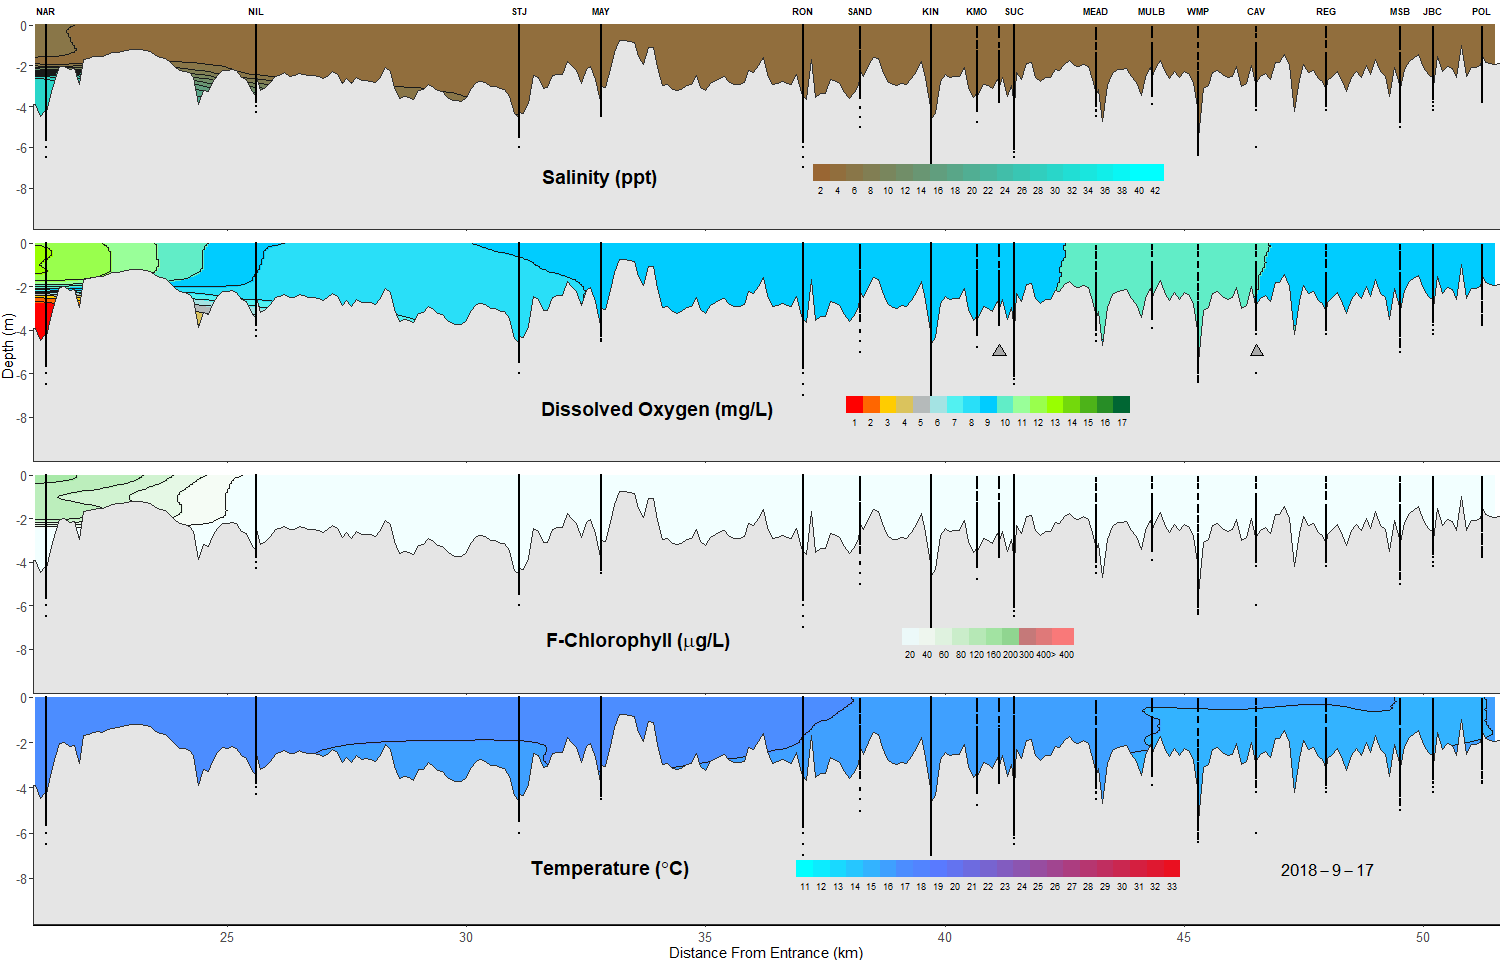 NAR NIL STJ MAY RON SAND KIN KMO SUC MEAD MULB WMP CAV REG MSB JBC POL
0
-2
-4
-6
-8
Salinity (ppt)
2 4 6 8 10 12 14 16 18 20 22 24 26 28 30 32 34 36 38 40 42
0
-2
-4
-6
-8
Depth (m)
Dissolved Oxygen (mg/L)
1 2 3 4 5 6 7 8 9 10 11 12 13 14 15 16 17
0
-2
-4
-6
-8
F-Chlorophyll (μg/L)
20 40 60 80 120 160 200 300 400> 400
0
-2
-4
-6
-8
Temperature (°C)
11 12 13 14 15 16 17 18 19 20 21 22 23 24 25 26 27 28 29 30 31 32 33
2018–9–17
25 30 35 40 45 50
Distance From Entrance (km)